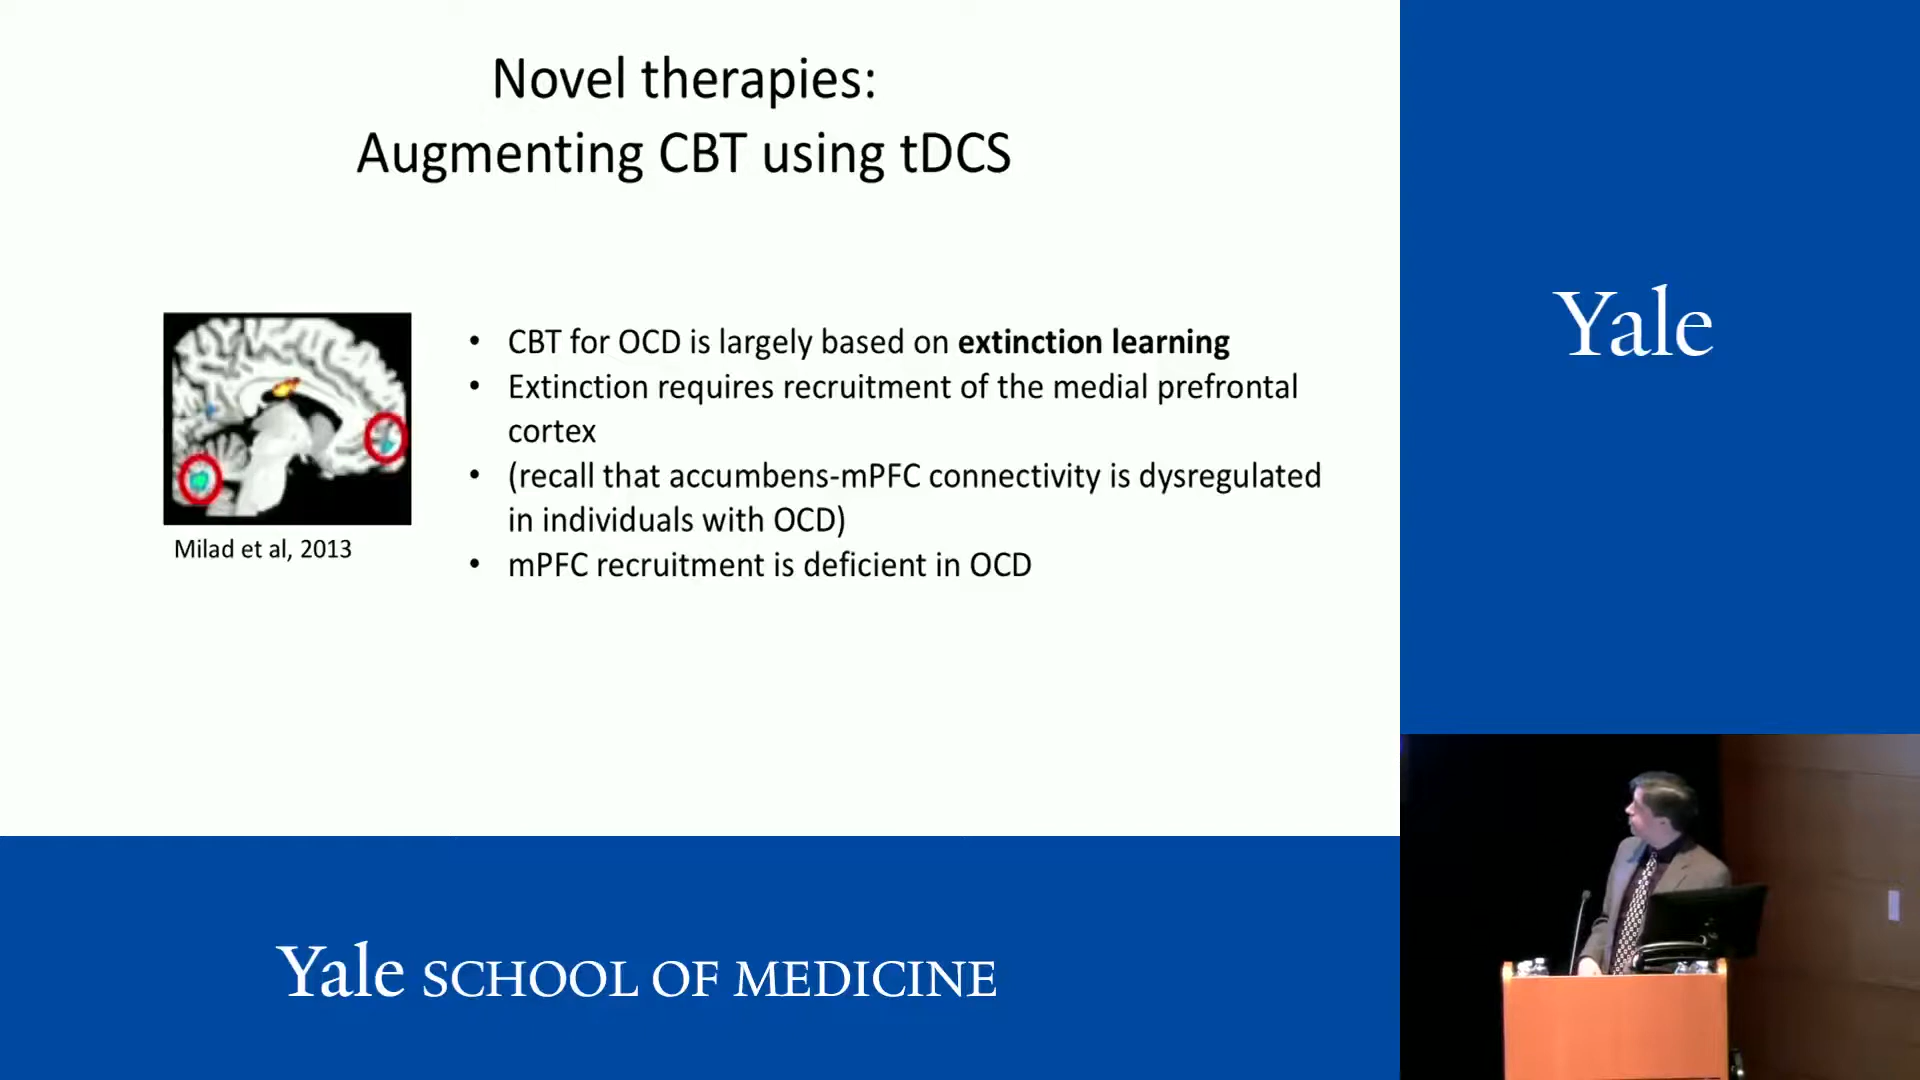 Novel therapies:
Augmenting CBT using tDCS
• CBT for OCD is largely based on extinction learning
• Extinction requires recruitment of the medial prefrontal
cortex
• (recall that accumbens-mPFC connectivity is dysregulated
in individuals with OCD)
• mPFC recruitment is deficient in OCD
Milad et al, 2013
Yale
Yale SCHOOL OF MEDICINE